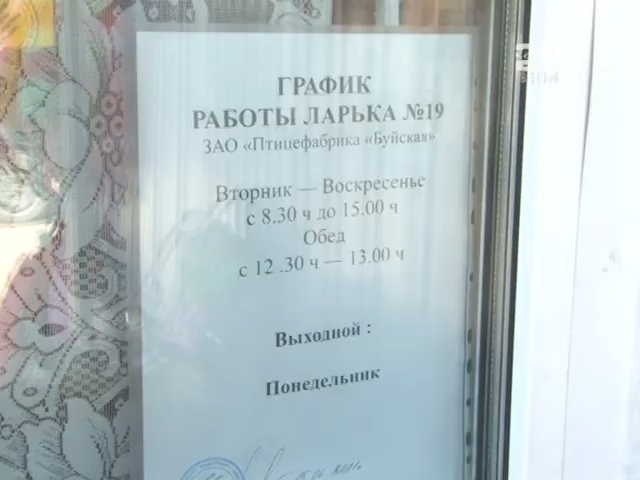 ГРАФИК
РАБОТЫ ЛАРЬКА №19
ЗАО «Птицефабрика «Буйская»
Вторник — Воскресенье
с 8.30 ч до 15.00 ч
Обед
с 12 .30 ч — 13.00 ч
Выходной :
Понедельник